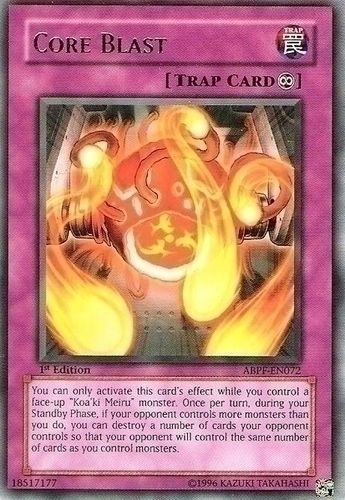 CORE BLAST
TRAP
罠
[TRAP CARD∞]
1st Edition
ABPF-EN072
You can only activate this card's effect while you control a
face-up "Koa'ki Meiru" monster. Once per turn, during your
Standby Phase, if your opponent controls more monsters than
you do, you can destroy a number of cards your opponent
controls so that your opponent will control the same number
of cards as you control monsters.
18517177
©1996 KAZUKI TAKAHASHI